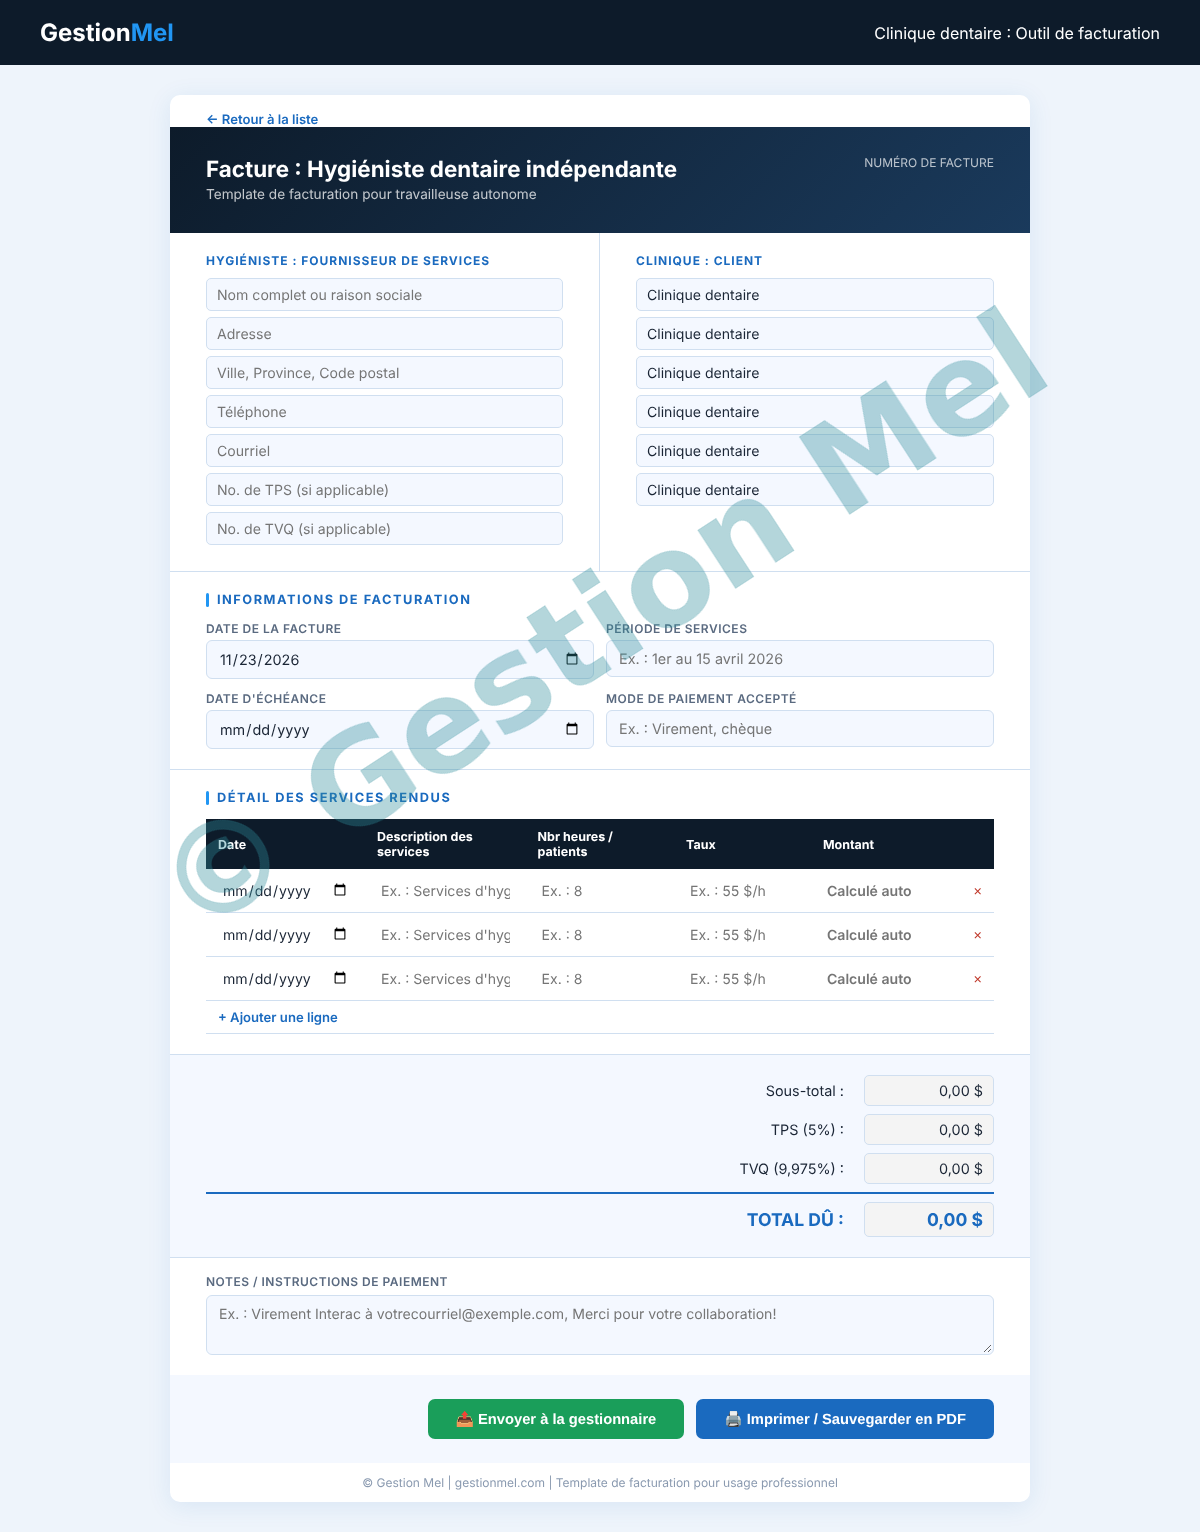 GestionMel
Clinique dentaire : Outil de facturation
← Retour à la liste
Facture : Hygiéniste dentaire indépendante
Template de facturation pour travailleuse autonome
NUMÉRO DE FACTURE
HYGIÉNISTE : FOURNISSEUR DE SERVICES
Nom complet ou raison sociale
Adresse
Ville, Province, Code postal
Téléphone
Courriel
No. de TPS (si applicable)
No. de TVQ (si applicable)
CLINIQUE : CLIENT
Clinique dentaire
Clinique dentaire
Clinique dentaire
Clinique dentaire
Clinique dentaire
Clinique dentaire
INFORMATIONS DE FACTURATION
DATE DE LA FACTURE
11/23/2026
PÉRIODE DE SERVICES
Ex. : 1er au 15 avril 2026
DATE D'ÉCHÉANCE
mm/dd/yyyy
MODE DE PAIEMENT ACCEPTÉ
Ex. : Virement, chèque
DÉTAIL DES SERVICES RENDUS
Date Description des services Nbr heures / patients Taux Montant
mm/dd/yyyy Ex. : Services d'hyg Ex. : 8 Ex. : 55 $/h Calculé auto ×
mm/dd/yyyy Ex. : Services d'hyg Ex. : 8 Ex. : 55 $/h Calculé auto ×
mm/dd/yyyy Ex. : Services d'hyg Ex. : 8 Ex. : 55 $/h Calculé auto ×
+ Ajouter une ligne
Sous-total : 0,00 $
TPS (5%) : 0,00 $
TVQ (9,975%) : 0,00 $
TOTAL DÛ : 0,00 $
NOTES / INSTRUCTIONS DE PAIEMENT
Ex. : Virement Interac à votrecourriel@exemple.com, Merci pour votre collaboration!
📤 Envoyer à la gestionnaire
🖨️ Imprimer / Sauvegarder en PDF
© Gestion Mel | gestionmel.com | Template de facturation pour usage professionnel
© Gestion Mel